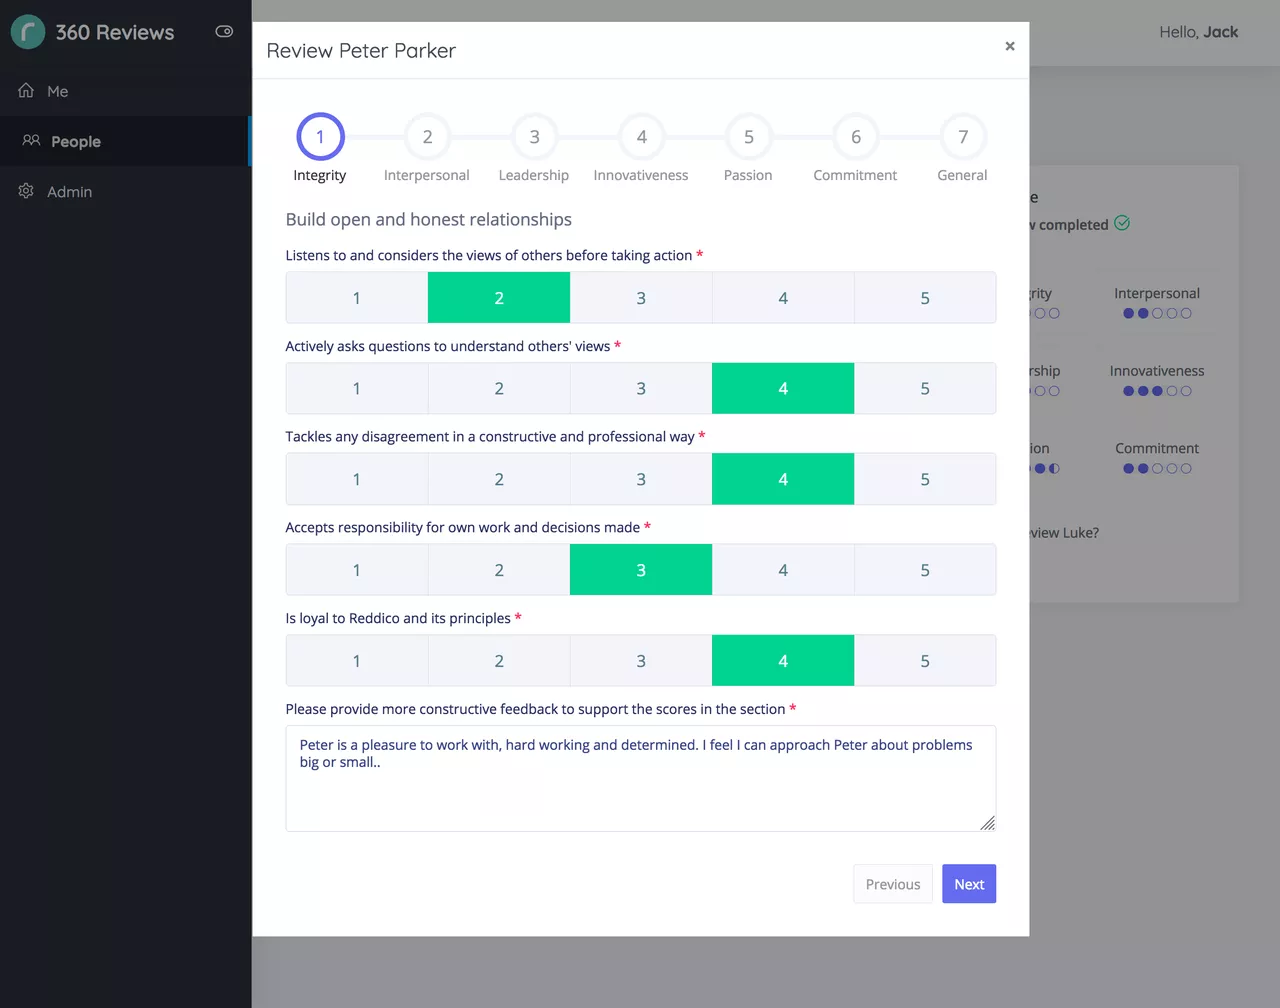 360 Reviews
Me
People
Admin
Hello, Jack
Review Peter Parker
×
1 2 3 4 5 6 7
Integrity Interpersonal Leadership Innovativeness Passion Commitment General
Build open and honest relationships
Listens to and considers the views of others before taking action *
1 2 3 4 5
Actively asks questions to understand others' views *
1 2 3 4 5
Tackles any disagreement in a constructive and professional way *
1 2 3 4 5
Accepts responsibility for own work and decisions made *
1 2 3 4 5
Is loyal to Reddico and its principles *
1 2 3 4 5
Please provide more constructive feedback to support the scores in the section *
Peter is a pleasure to work with, hard working and determined. I feel I can approach Peter about problems
big or small..
Previous Next
completed
Interpersonal
Innovativeness
Commitment
Luke?